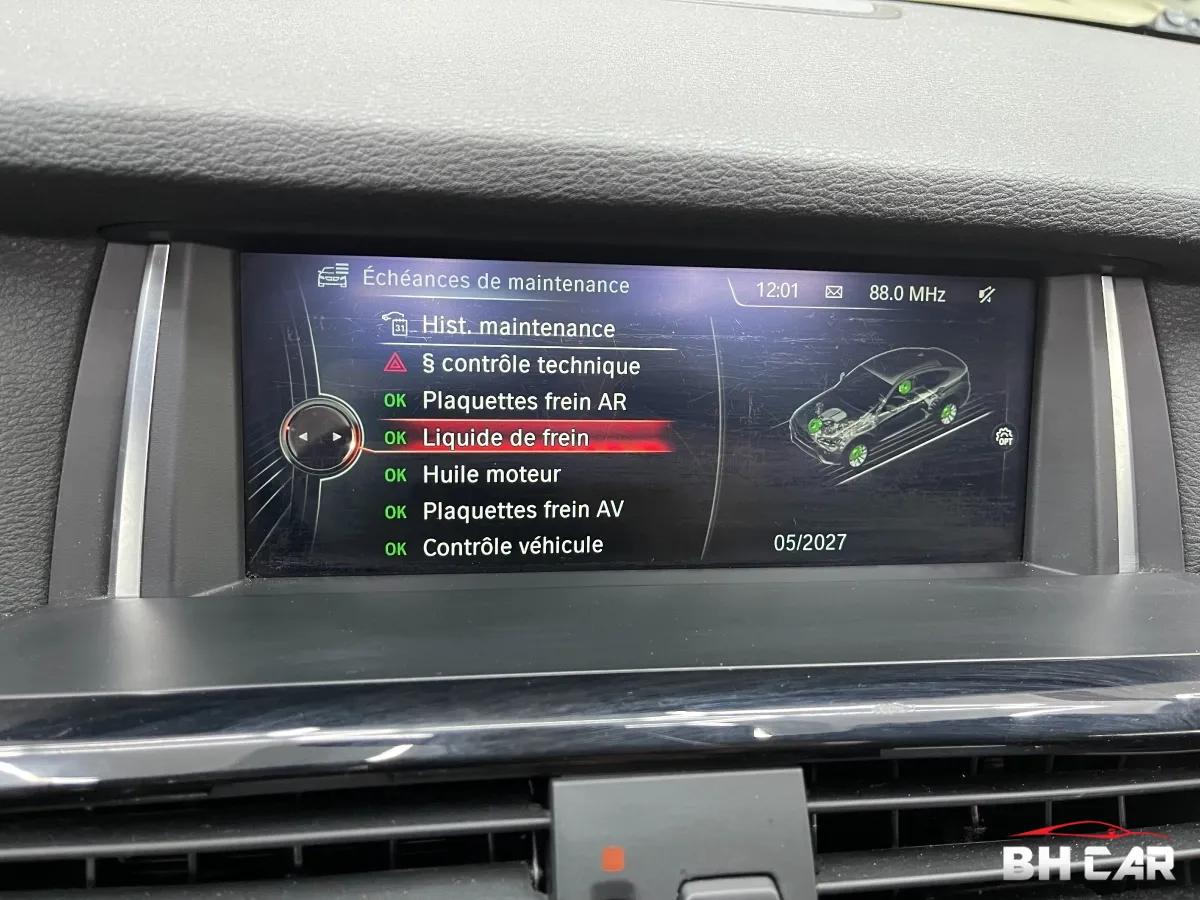 Échéances de maintenance
12:01 88.0 MHz
31 Hist. maintenance
§ contrôle technique
OK Plaquettes frein AR
OK Liquide de frein
OK Huile moteur
OK Plaquettes frein AV
OK Contrôle véhicule
OPT
05/2027
BH CAR